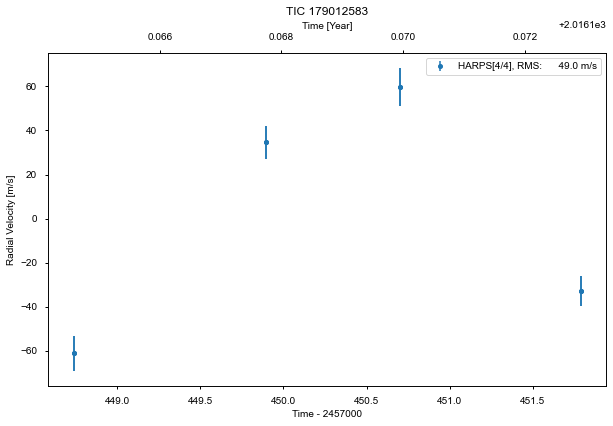 TIC 179012583
Time [Year]
+2.0161e3
0.066 0.068 0.070 0.072
HARPS[4/4], RMS: 49.0 m/s
Radial Velocity [m/s]
60
40
20
0
−20
−40
−60
449.0 449.5 450.0 450.5 451.0 451.5
Time - 2457000